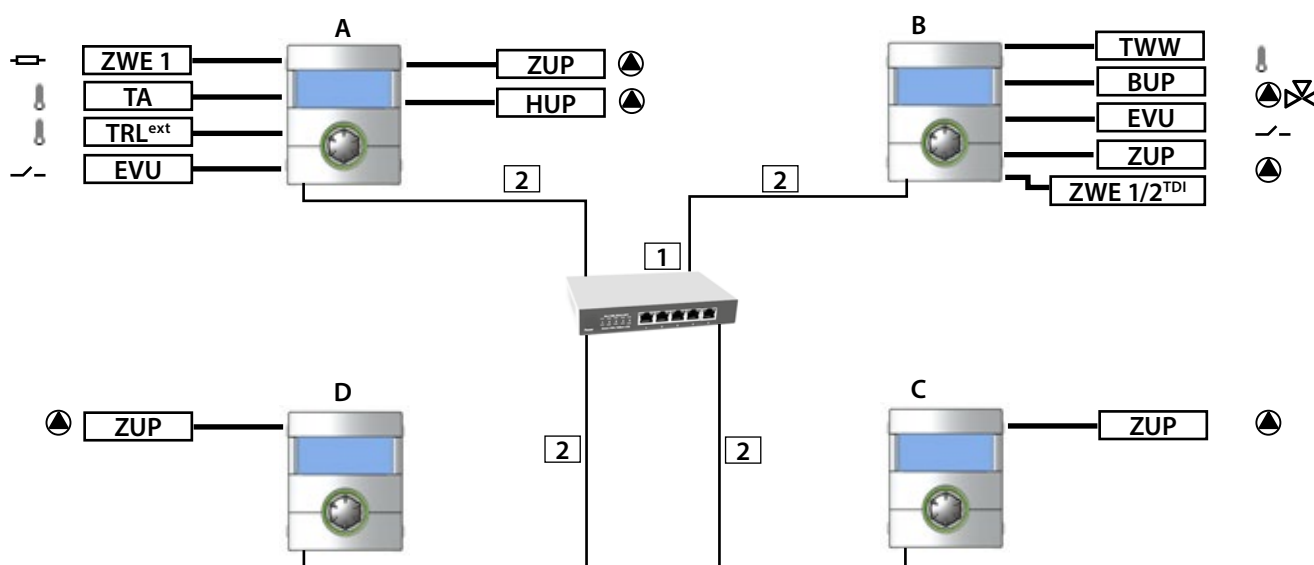 A
ZWE 1
TA
TRL^ext
EVU
ZUP
HUP
B
TWW
BUP
EVU
ZUP
ZWE 1/2^TDI
2
2
1
D
ZUP
C
ZUP
2
2